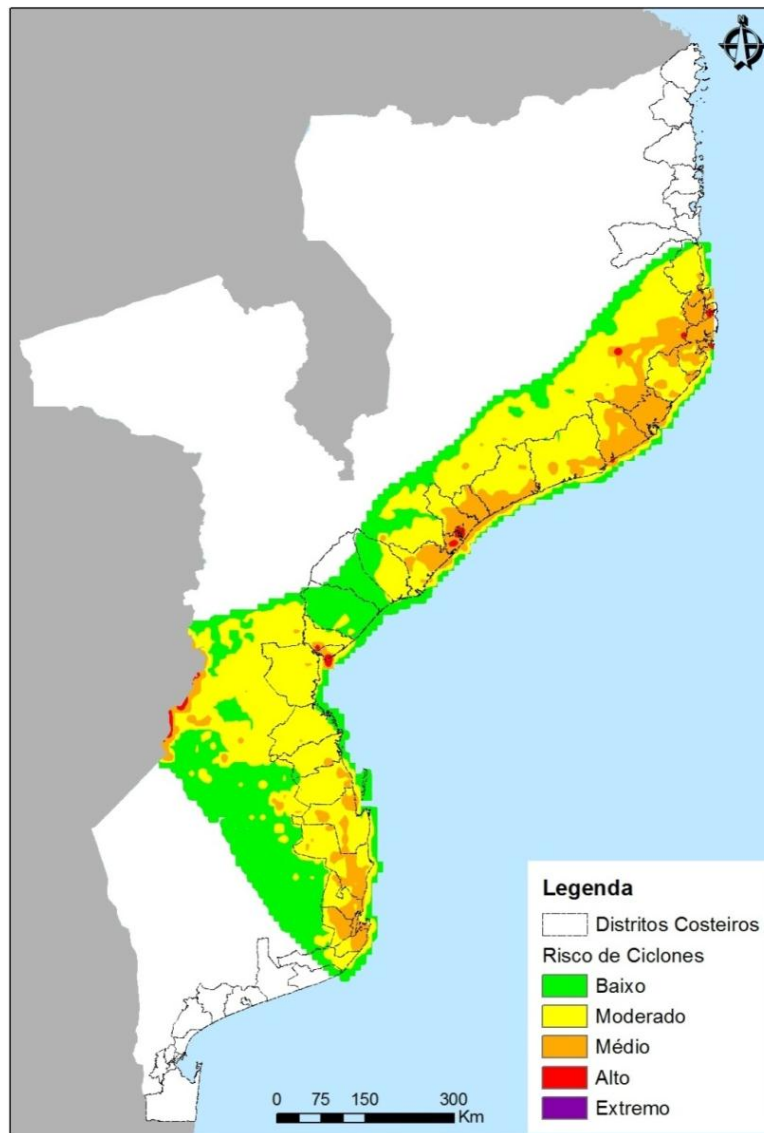 Legenda
Distritos Costeiros
Risco de Ciclones
Baixo
Moderado
Médio
Alto
Extremo
0 75 150 300
Km